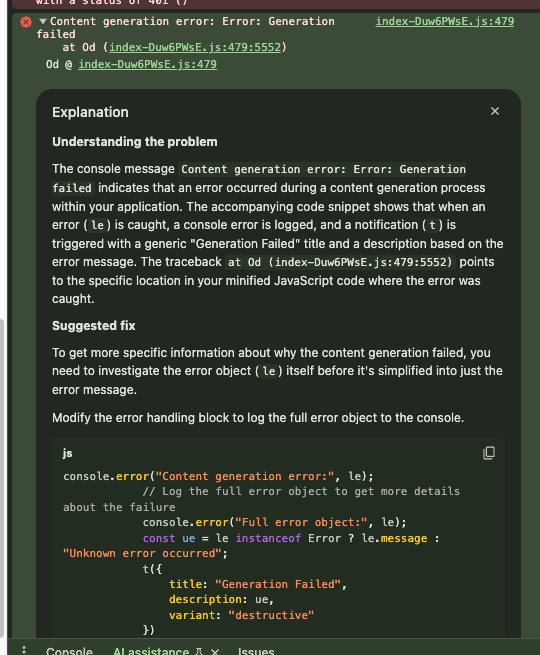 with a status of 401 ()
Content generation error: Error: Generation index-Duw6PWsE.js:479
failed
at Od (index-Duw6PWsE.js:479:5552)
Od @ index-Duw6PWsE.js:479
Explanation
Understanding the problem
The console message Content generation error: Error: Generation
failed indicates that an error occurred during a content generation process
within your application. The accompanying code snippet shows that when an
error (le) is caught, a console error is logged, and a notification (t) is
triggered with a generic "Generation Failed" title and a description based on the
error message. The traceback at Od (index-Duw6PWsE.js:479:5552) points
to the specific location in your minified JavaScript code where the error was
caught.
Suggested fix
To get more specific information about why the content generation failed, you
need to investigate the error object (le) itself before it's simplified into just the
error message.
Modify the error handling block to log the full error object to the console.
js
console.error("Content generation error:", le);
// Log the full error object to get more details
about the failure
console.error("Full error object:", le);
const ue = le instanceof Error ? le.message :
"Unknown error occurred";
t({
title: "Generation Failed",
description: ue,
variant: "destructive"
})
Console AI assistance Issues